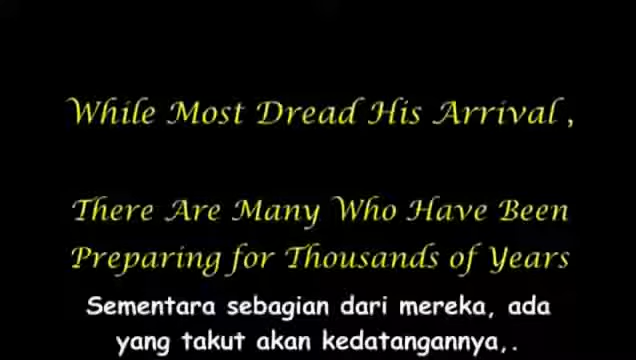 While Most Dread His Arrival ,
There Are Many Who Have Been
Preparing for Thousands of Years
Sementara sebagian dari mereka, ada
yang takut akan kedatangannya,.